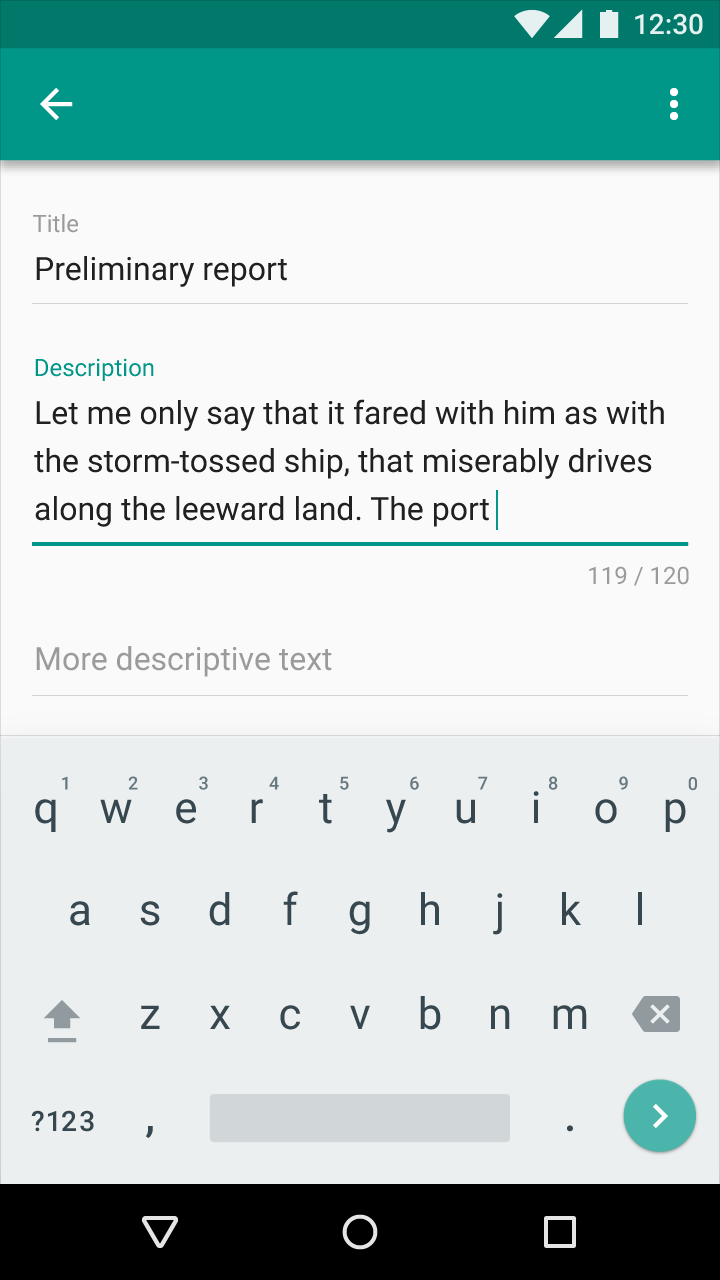 12:30
Title
Preliminary report
Description
Let me only say that it fared with him as with
the storm-tossed ship, that miserably drives
along the leeward land. The port
119 / 120
More descriptive text
1 2 3 4 5 6 7 8 9 0
q w e r t y u i o p
a s d f g h j k l
z x c v b n m
?123 , .